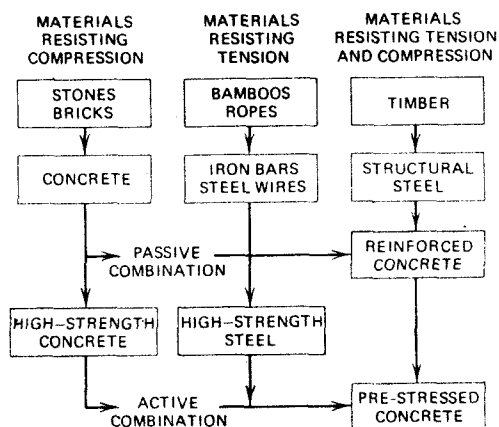 MATERIALS
RESISTING
COMPRESSION
MATERIALS
RESISTING
TENSION
MATERIALS
RESISTING TENSION
AND COMPRESSION
STONES
BRICKS
BAMBOOS
ROPES
TIMBER
CONCRETE
IRON BARS
STEEL WIRES
STRUCTURAL
STEEL
PASSIVE
COMBINATION
REINFORCED
CONCRETE
HIGH-STRENGTH
CONCRETE
HIGH-STRENGTH
STEEL
ACTIVE
COMBINATION
PRE-STRESSED
CONCRETE